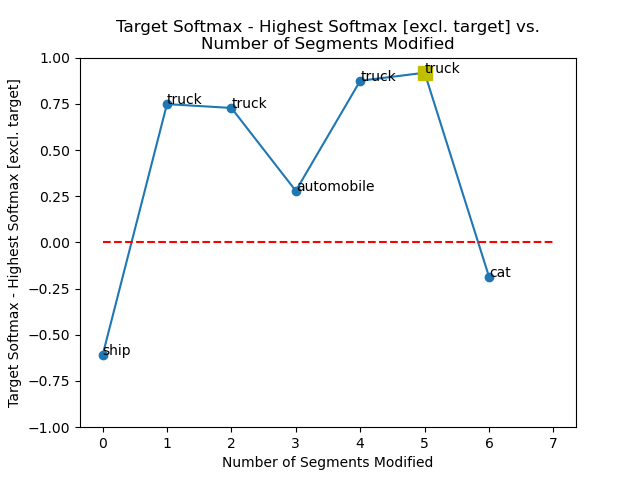 Target Softmax - Highest Softmax [excl. target] vs.
Number of Segments Modified
Target Softmax - Highest Softmax [excl. target]
1.00
0.75
0.50
0.25
0.00
−0.25
−0.50
−0.75
−1.00
ship
truck
truck
automobile
truck
truck
cat
0 1 2 3 4 5 6 7
Number of Segments Modified